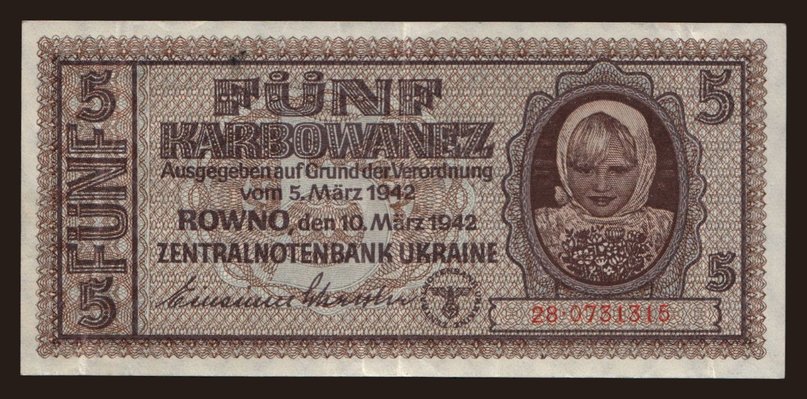 5 FÜNF 5
FÜNF
KARBOWANEZ
Ausgegeben auf Grund der Verordnung
vom 5. März 1942
ROWNO, den 10. März 1942
ZENTRALNOTENBANK UKRAINE
5
5
28·0731315